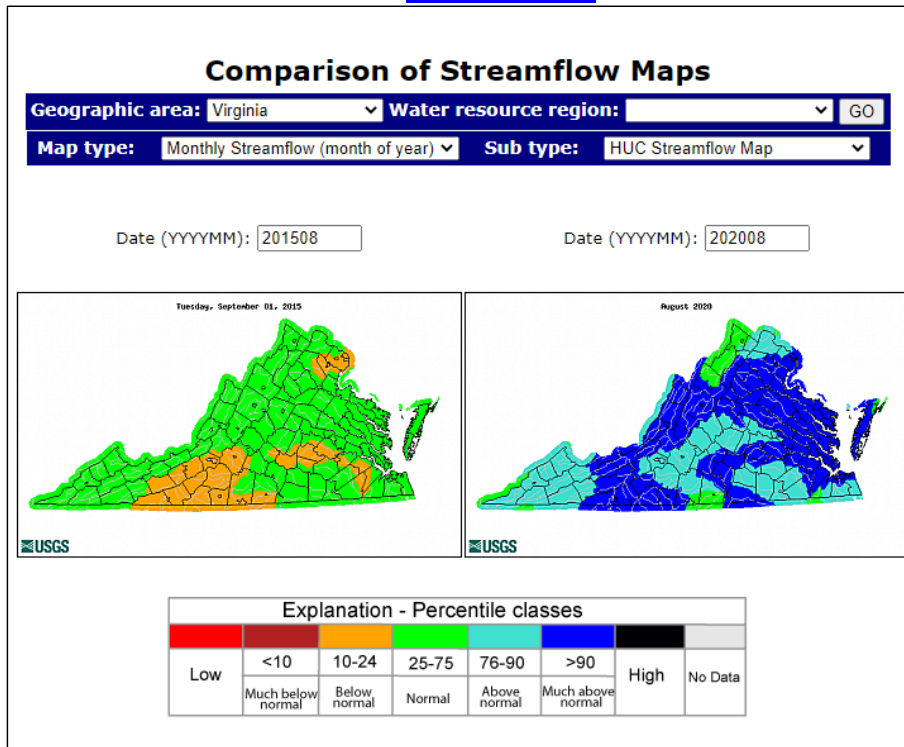 Comparison of Streamflow Maps
Geographic area: Virginia Water resource region: GO
Map type: Monthly Streamflow (month of year) Sub type: HUC Streamflow Map
Date (YYYYMM): 201508 Date (YYYYMM): 202008
Tuesday, September 01, 2015 August 2020
USGS USGS
Explanation - Percentile classes
Low <10 10-24 25-75 76-90 >90 High No Data
Much below normal Below normal Normal Above normal Much above normal